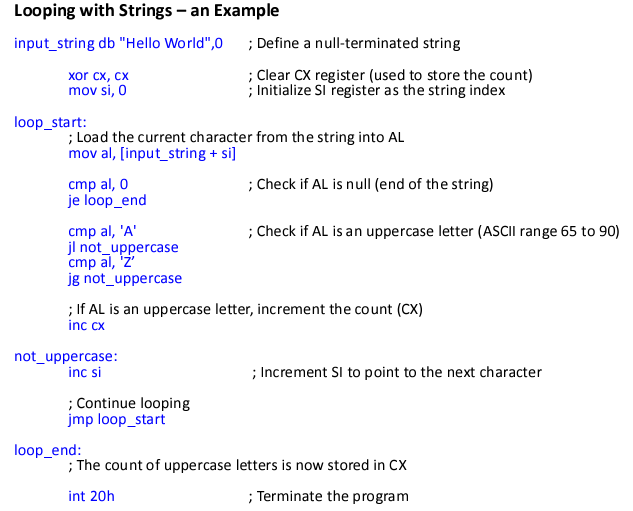 Looping with Strings – an Example
input_string db "Hello World",0 ; Define a null-terminated string
xor cx, cx ; Clear CX register (used to store the count)
mov si, 0 ; Initialize SI register as the string index
loop_start:
; Load the current character from the string into AL
mov al, [input_string + si]
cmp al, 0 ; Check if AL is null (end of the string)
je loop_end
cmp al, 'A' ; Check if AL is an uppercase letter (ASCII range 65 to 90)
jl not_uppercase
cmp al, 'Z’
jg not_uppercase
; If AL is an uppercase letter, increment the count (CX)
inc cx
not_uppercase:
inc si ; Increment SI to point to the next character
; Continue looping
jmp loop_start
loop_end:
; The count of uppercase letters is now stored in CX
int 20h ; Terminate the program